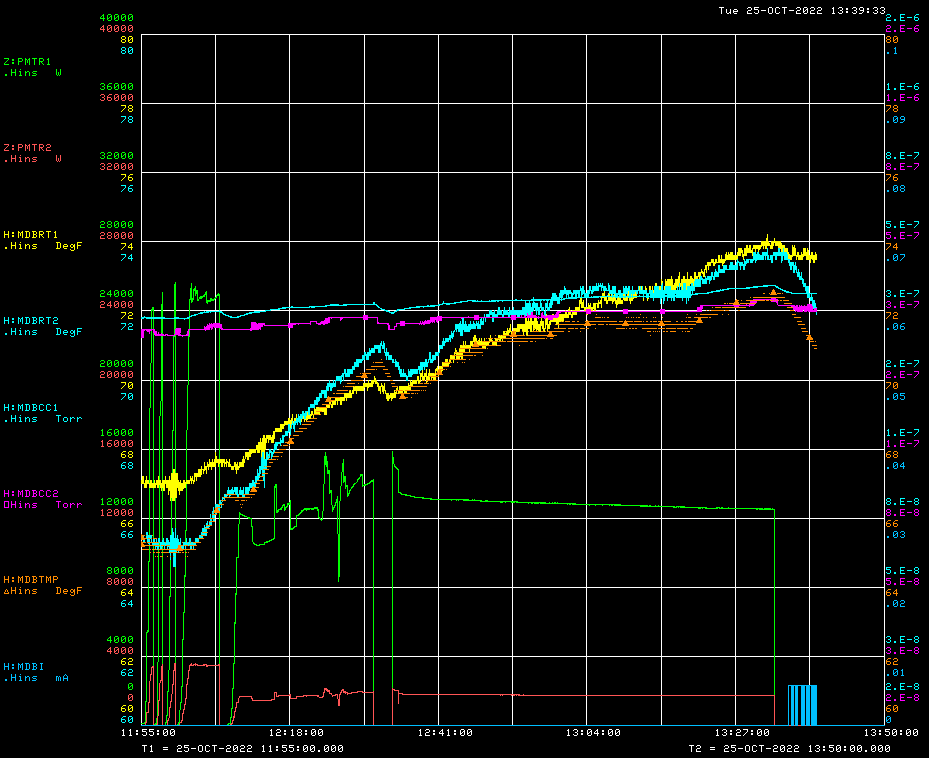 Tue 25-OCT-2022 13:39:33
Z:PMTR1
.Hins W
Z:PMTR2
.Hins W
H:MDBRT1
.Hins DegF
H:MDBRT2
.Hins DegF
H:MDBCC1
.Hins Torr
H:MDBCC2
□Hins Torr
H:MDBTMP
△Hins DegF
H:MDBI
.Hins mA
40000
40000
80
80
36000
36000
78
78
32000
32000
76
76
28000
28000
74
74
24000
24000
72
72
20000
20000
70
70
16000
16000
68
68
12000
12000
66
66
8000
8000
64
64
4000
4000
62
62
0
0
60
60
2.E-6
2.E-6
80
.1
1.E-6
1.E-6
78
.09
8.E-7
8.E-7
76
.08
5.E-7
5.E-7
74
.07
3.E-7
3.E-7
72
.06
2.E-7
2.E-7
70
.05
1.E-7
1.E-7
68
.04
8.E-8
8.E-8
66
.03
5.E-8
5.E-8
64
.02
3.E-8
3.E-8
62
.01
2.E-8
2.E-8
60
0
11:55:00 12:18:00 12:41:00 13:04:00 13:27:00 13:50:00
T1 = 25-OCT-2022 11:55:00.000 T2 = 25-OCT-2022 13:50:00.000